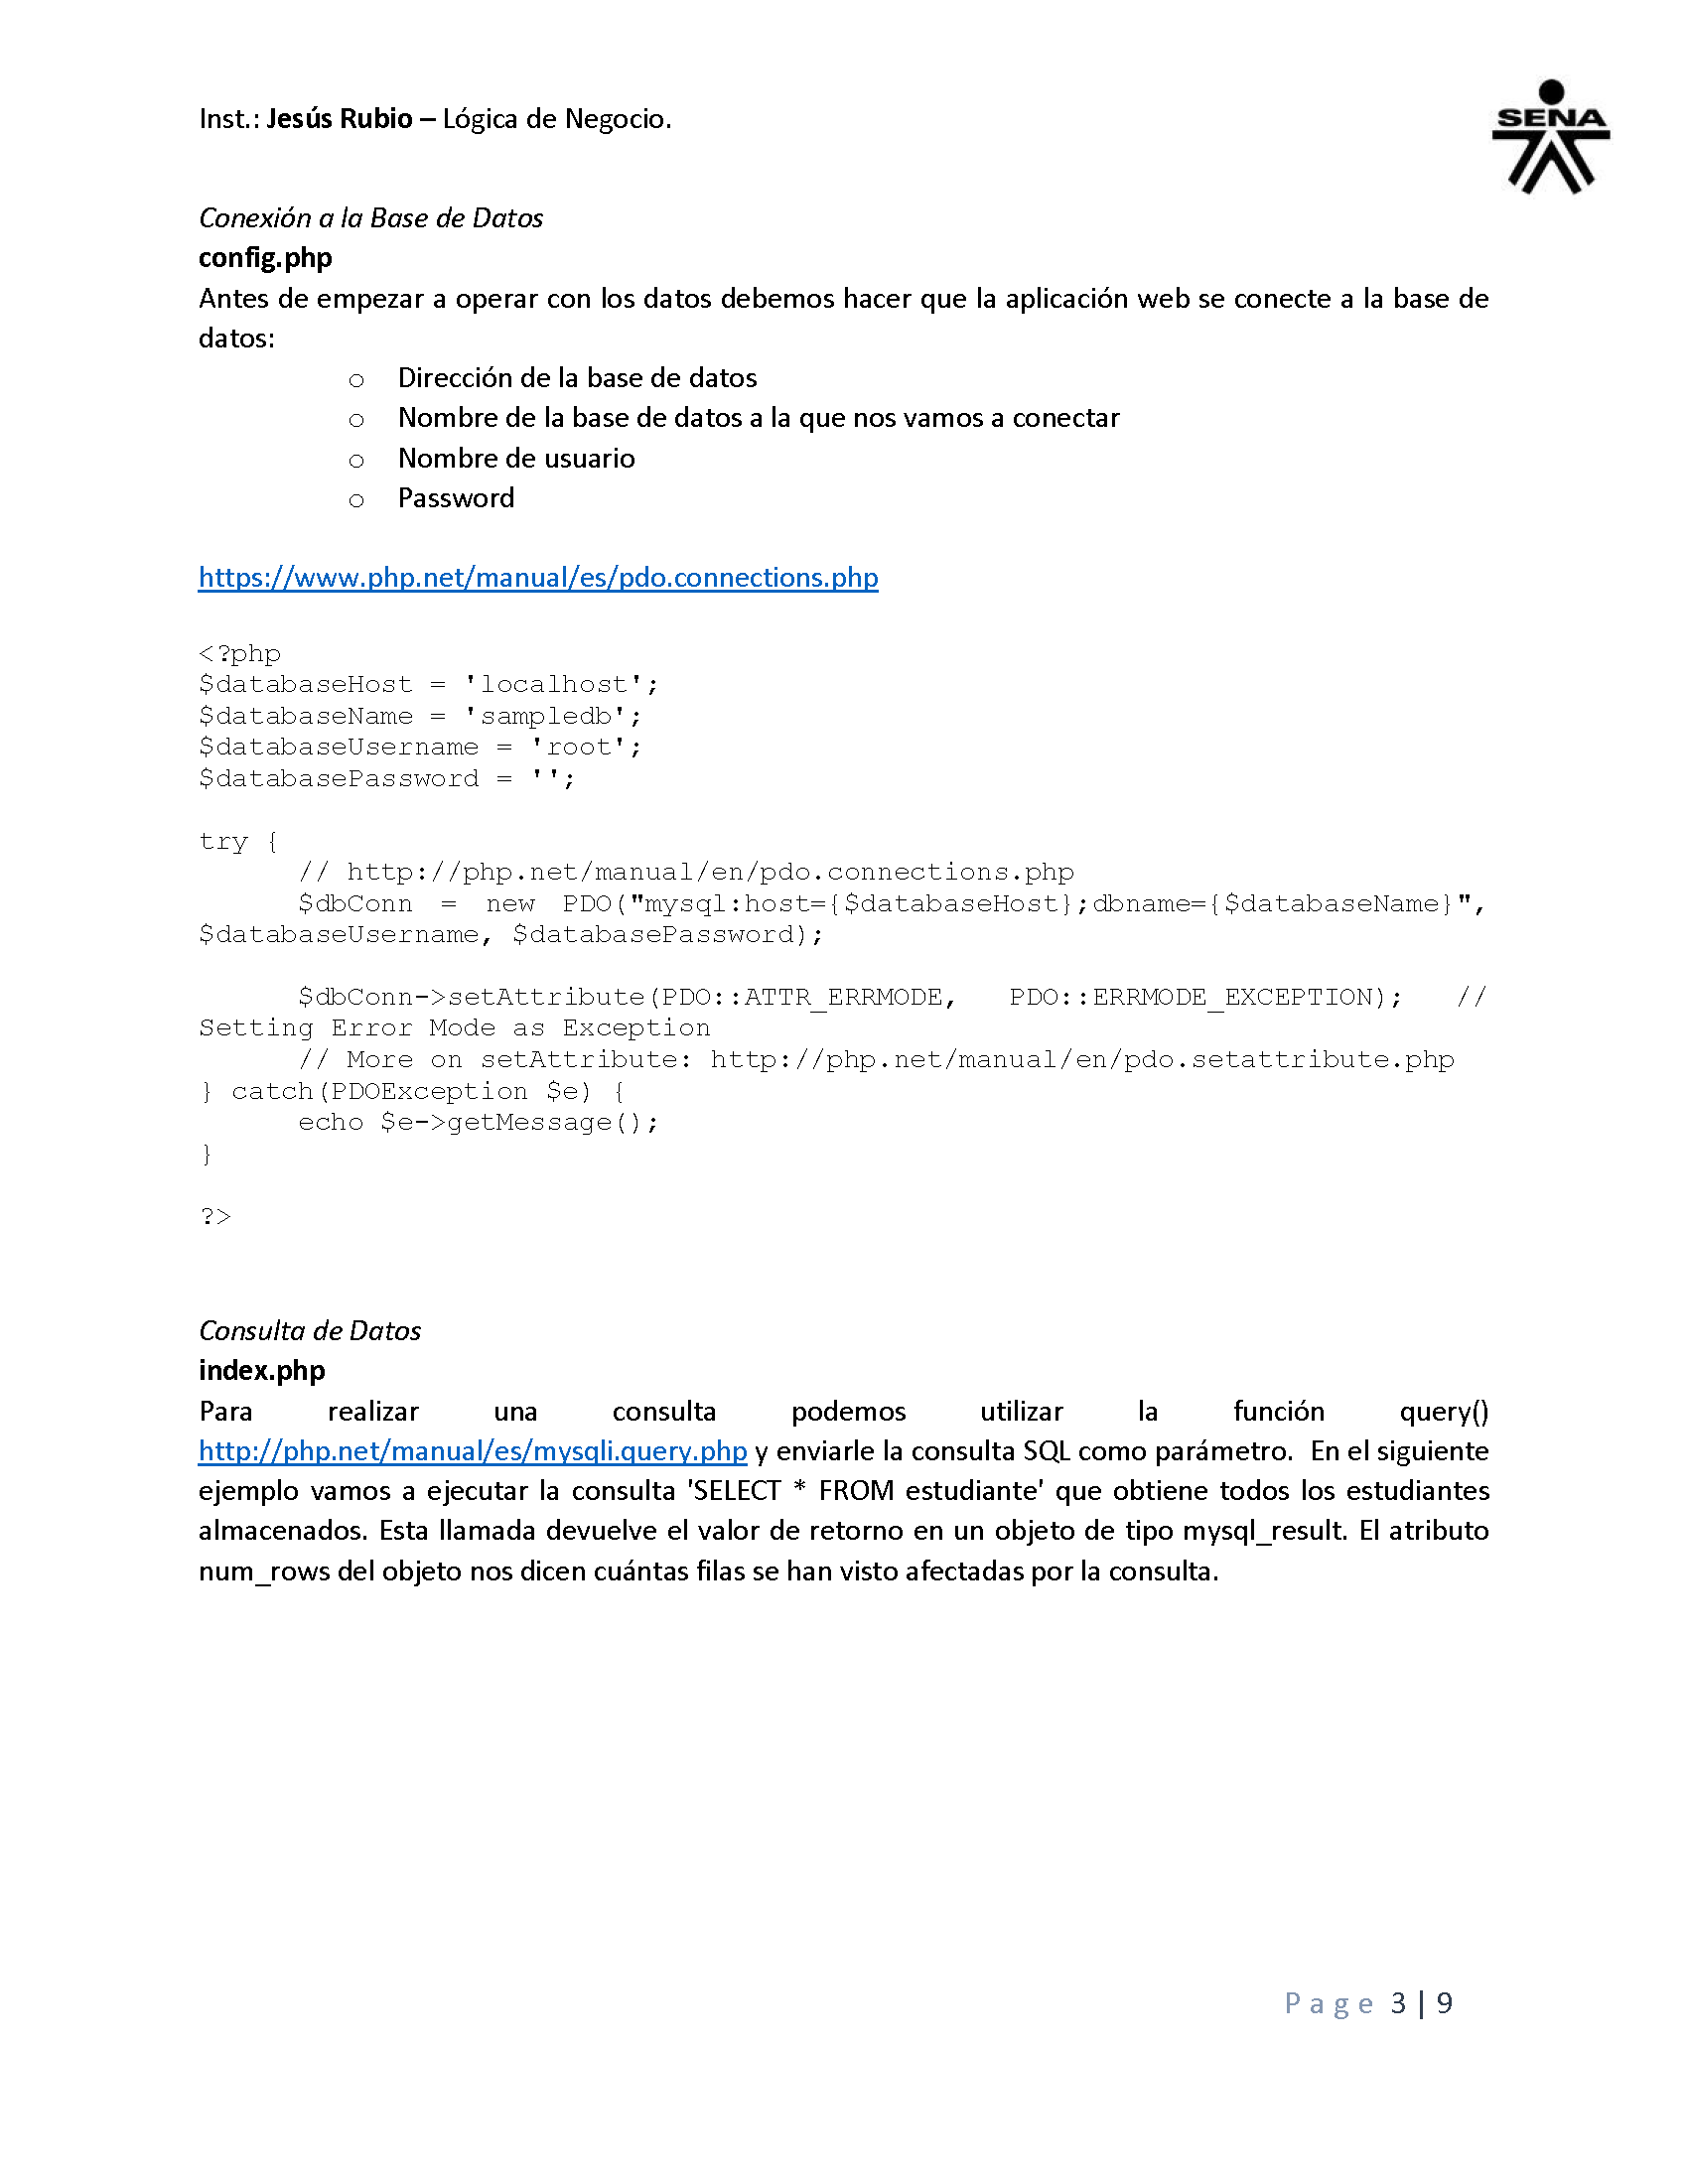 Inst.: Jesús Rubio – Lógica de Negocio.
SENA
Conexión a la Base de Datos
config.php
Antes de empezar a operar con los datos debemos hacer que la aplicación web se conecte a la base de
datos:
o Dirección de la base de datos
o Nombre de la base de datos a la que nos vamos a conectar
o Nombre de usuario
o Password
https://www.php.net/manual/es/pdo.connections.php
<?php
$databaseHost = 'localhost';
$databaseName = 'sampledb';
$databaseUsername = 'root';
$databasePassword = '';
try {
// http://php.net/manual/en/pdo.connections.php
$dbConn = new PDO("mysql:host={$databaseHost};dbname={$databaseName}",
$databaseUsername, $databasePassword);
$dbConn->setAttribute(PDO::ATTR_ERRMODE, PDO::ERRMODE_EXCEPTION); //
Setting Error Mode as Exception
// More on setAttribute: http://php.net/manual/en/pdo.setattribute.php
} catch(PDOException $e) {
echo $e->getMessage();
}
?>
Consulta de Datos
index.php
Para realizar una consulta podemos utilizar la función query()
http://php.net/manual/es/mysqli.query.php y enviarle la consulta SQL como parámetro. En el siguiente
ejemplo vamos a ejecutar la consulta 'SELECT * FROM estudiante' que obtiene todos los estudiantes
almacenados. Esta llamada devuelve el valor de retorno en un objeto de tipo mysql_result. El atributo
num_rows del objeto nos dicen cuántas filas se han visto afectadas por la consulta.
Page 3 | 9